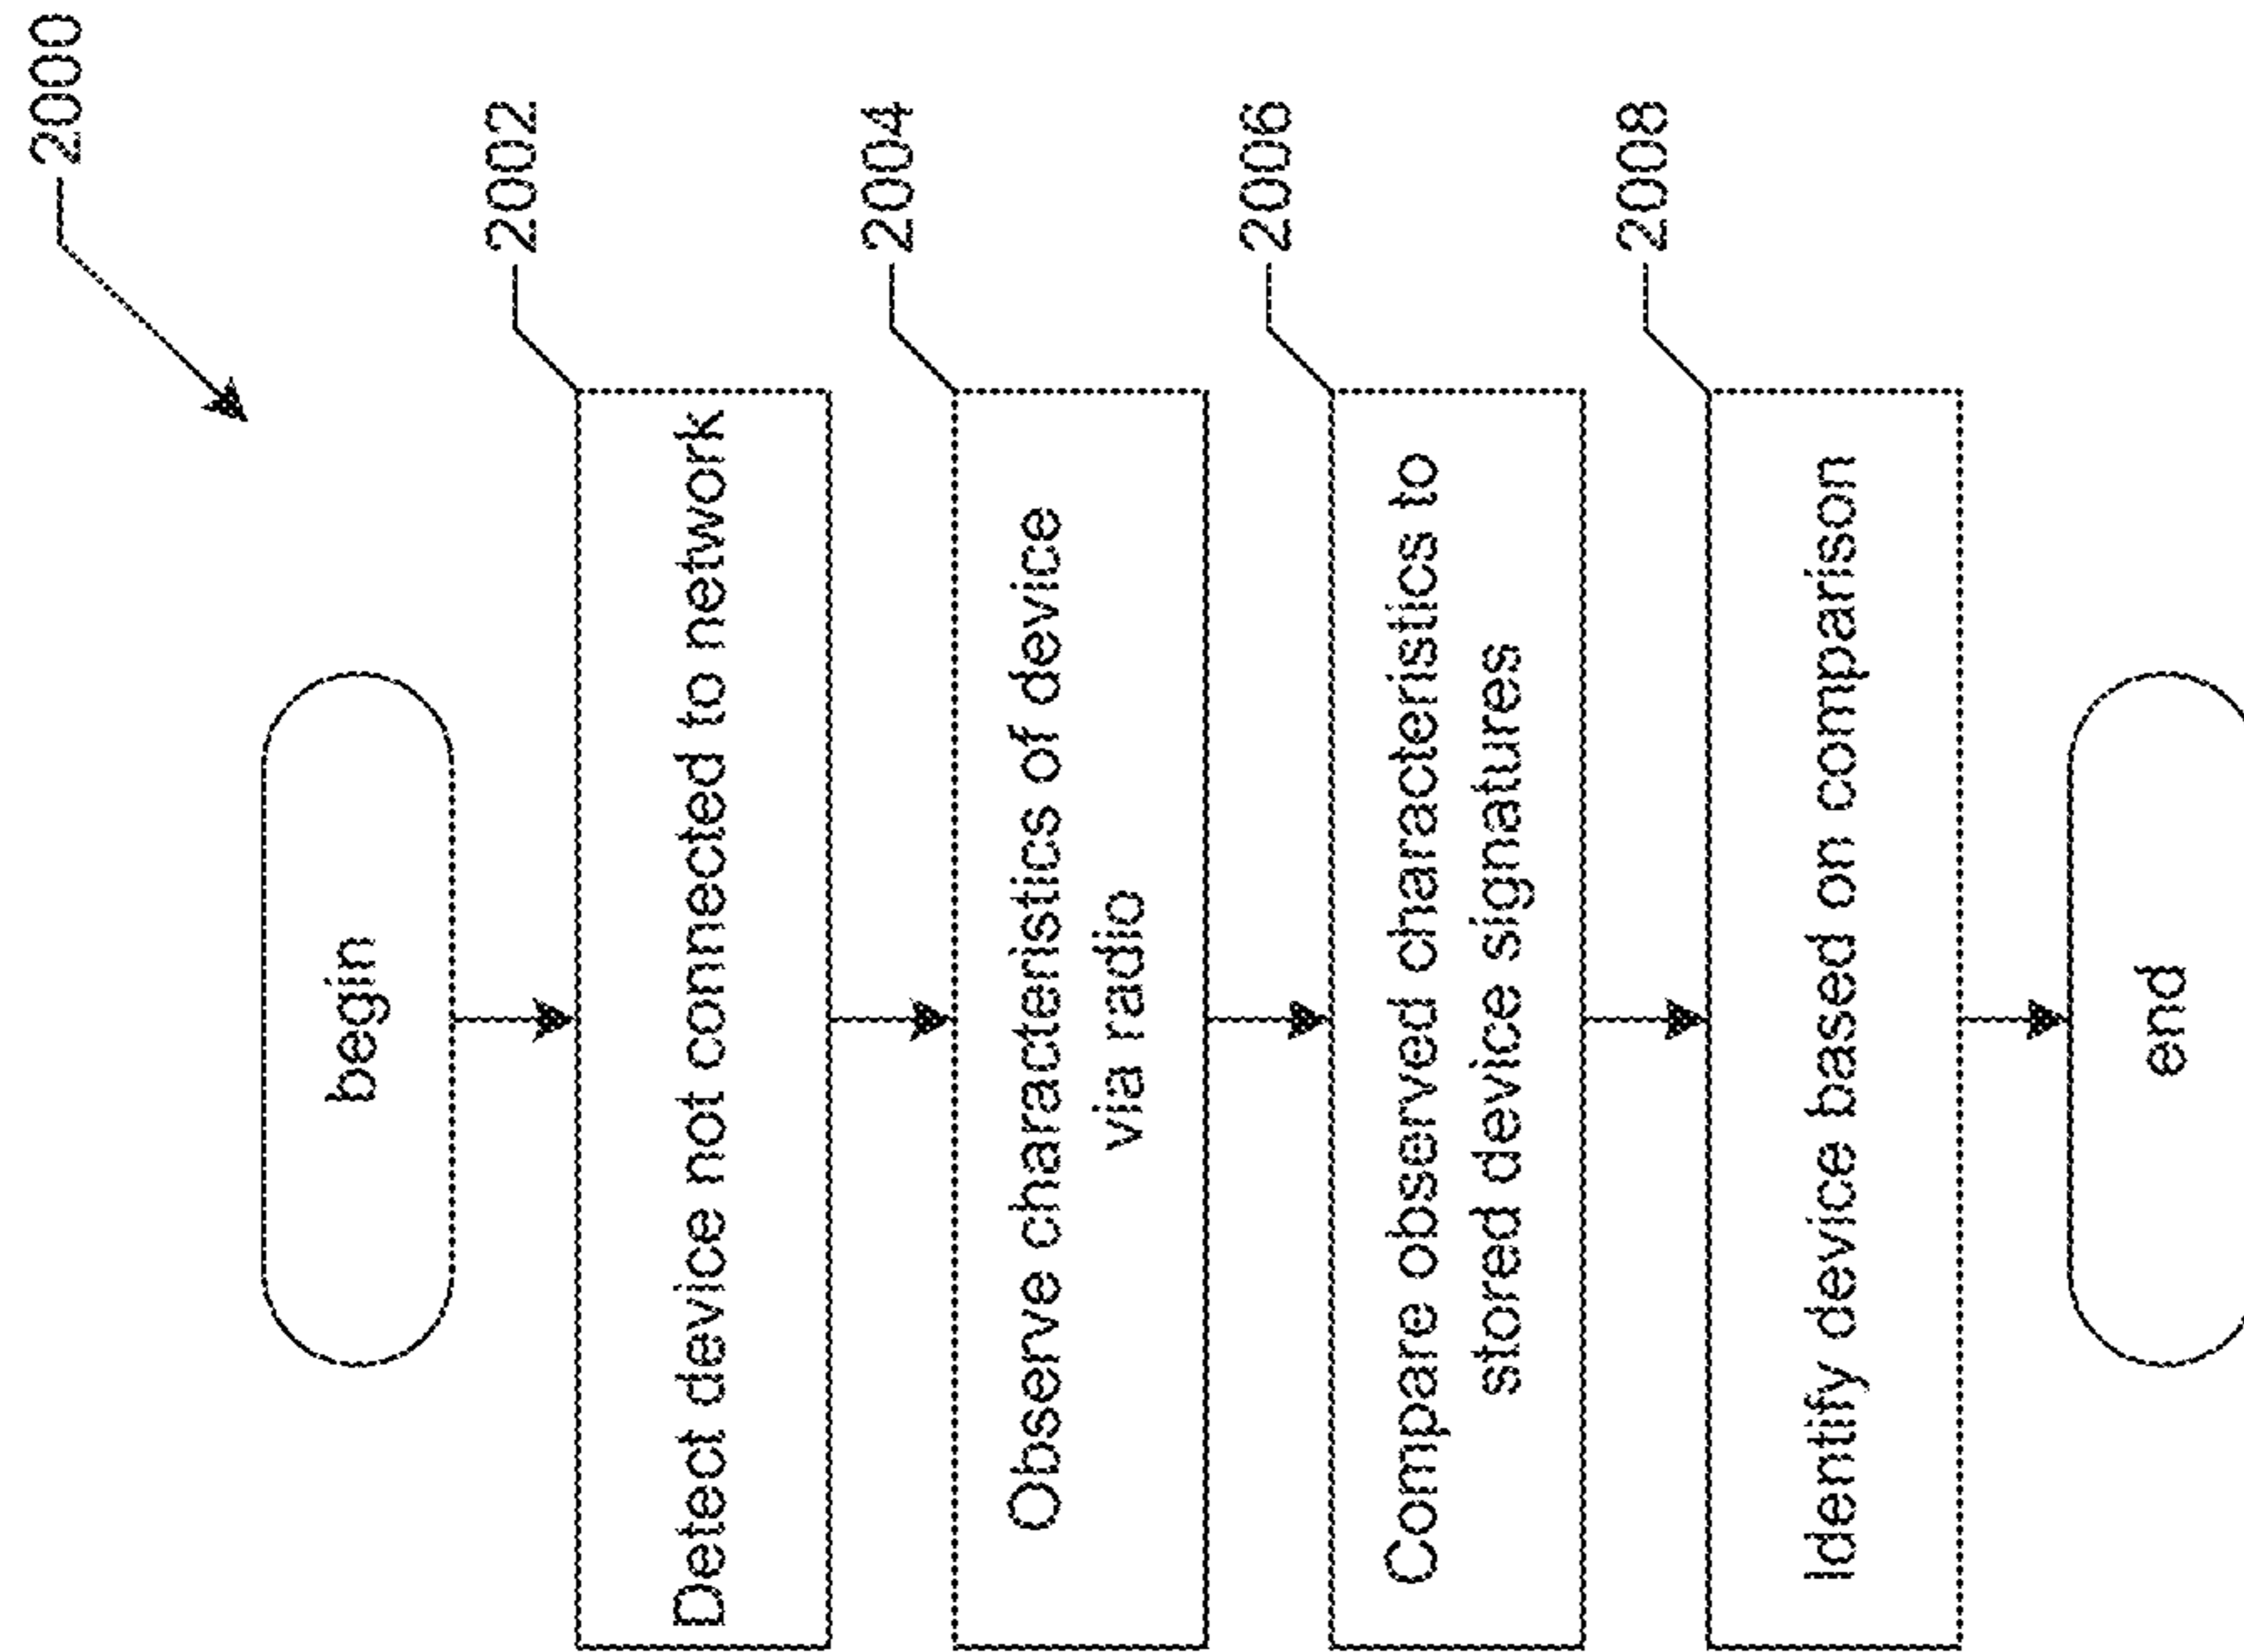 2000
begin
2002
Detect device not connected to network
2004
Observe characteristics of device
via radio
2006
Compare observed characteristics to
stored device signatures
2008
Identify device based on comparison
end